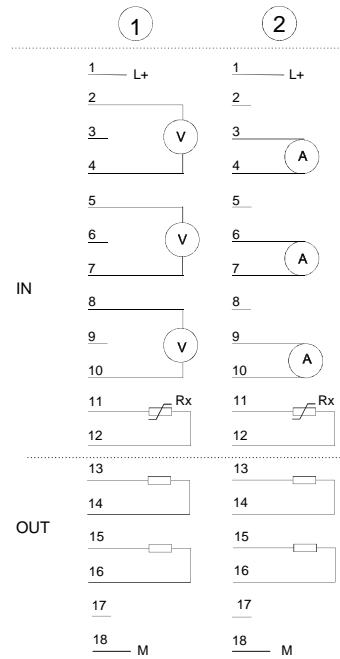 1 2
1 L+ 1 L+
2 2
3 V 3
4 4 A
5 5
6 V 6
7 7 A
IN
8 8
9 V 9
10 10 A
11 Rx 11 Rx
12 12
13 13
14 14
OUT
15 15
16 16
17 17
18 M 18 M